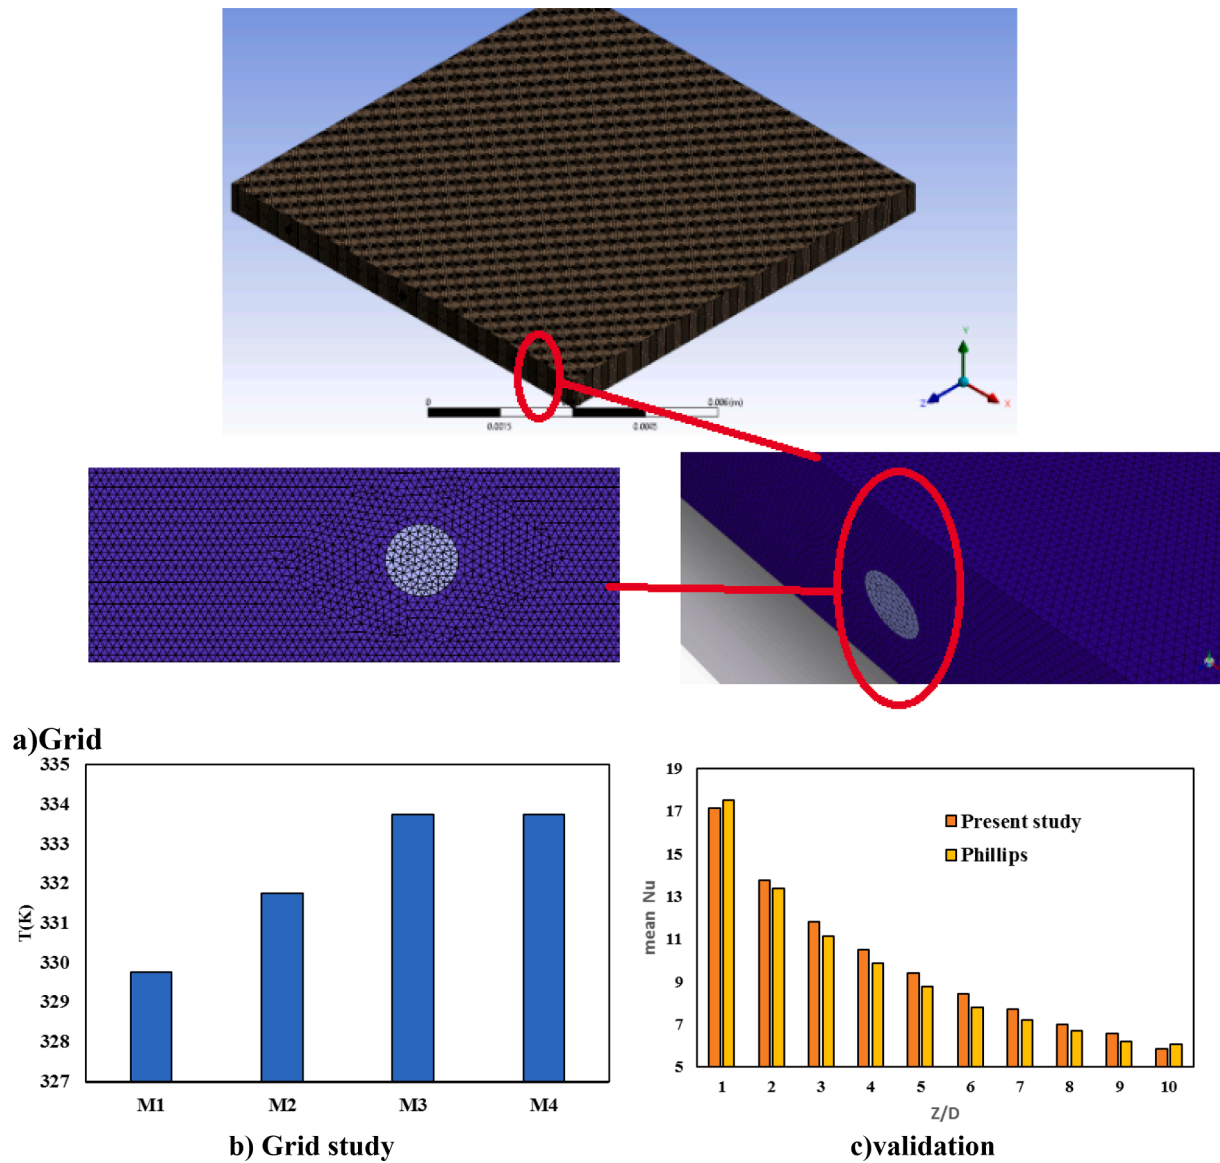 Y
Z
X
0
0.006(m)
0.0015
0.0045
a)Grid
335
334
333
332
331
330
329
328
327
T(K)
M1
M2
M3
M4
b) Grid study
19
17
15
13
11
9
7
5
mean Nu
Present study
Phillips
1
2
3
4
5
6
7
8
9
10
Z/D
c)validation